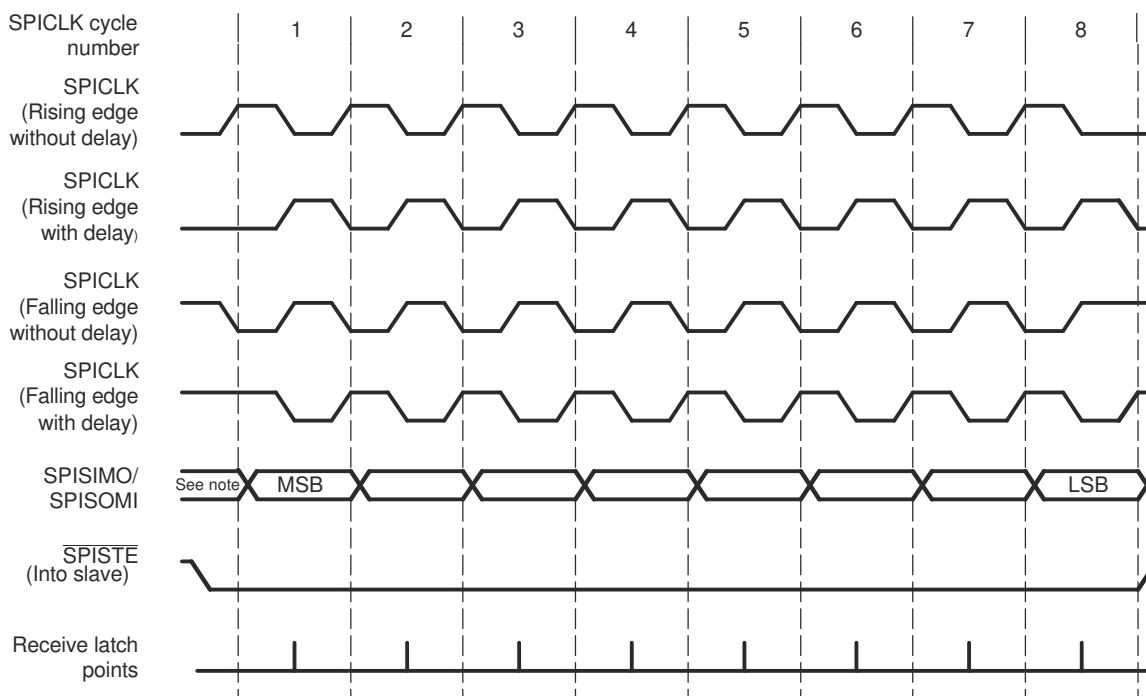 SPICLK cycle
number
1 2 3 4 5 6 7 8
SPICLK
(Rising edge
without delay)
SPICLK
(Rising edge
with delay)
SPICLK
(Falling edge
without delay)
SPICLK
(Falling edge
with delay)
SPISIMO/
SPISOMI
See note MSB LSB
SPISTE
(Into slave)
Receive latch
points